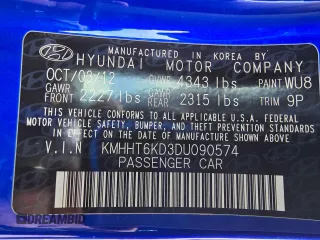 MANUFACTURED IN KOREA BY
HYUNDAI MOTOR COMPANY
OCT/08/12 GVWR 4343 lbs PAINT WU8
GAWR FRONT 2227 lbs GAWR REAR 2315 lbs TRIM 9P
THIS VEHICLE CONFORMS TO ALL APPLICABLE U.S.A. FEDERAL
MOTOR VEHICLE SAFETY, BUMPER, AND THEFT PREVENTION
STANDARDS IN EFFECT ON THE DATE OF MANUFACTURE SHOWN ABOVE.
V.I.N KMHHT6KD3DU090574
PASSENGER CAR
DREAMBID